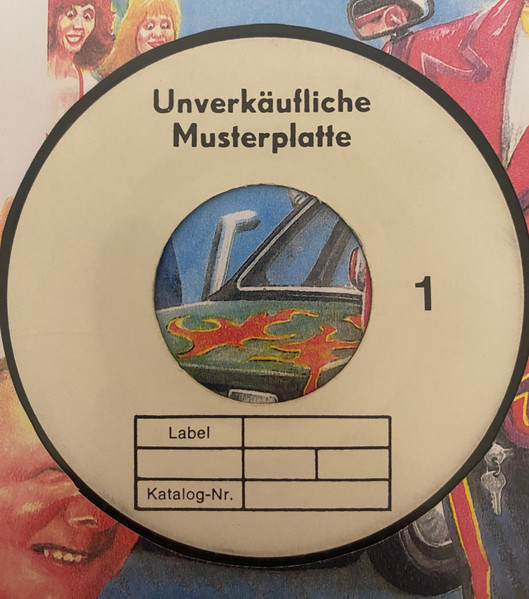 Unverkäufliche
Musterplatte
1
Label
Katalog-Nr.